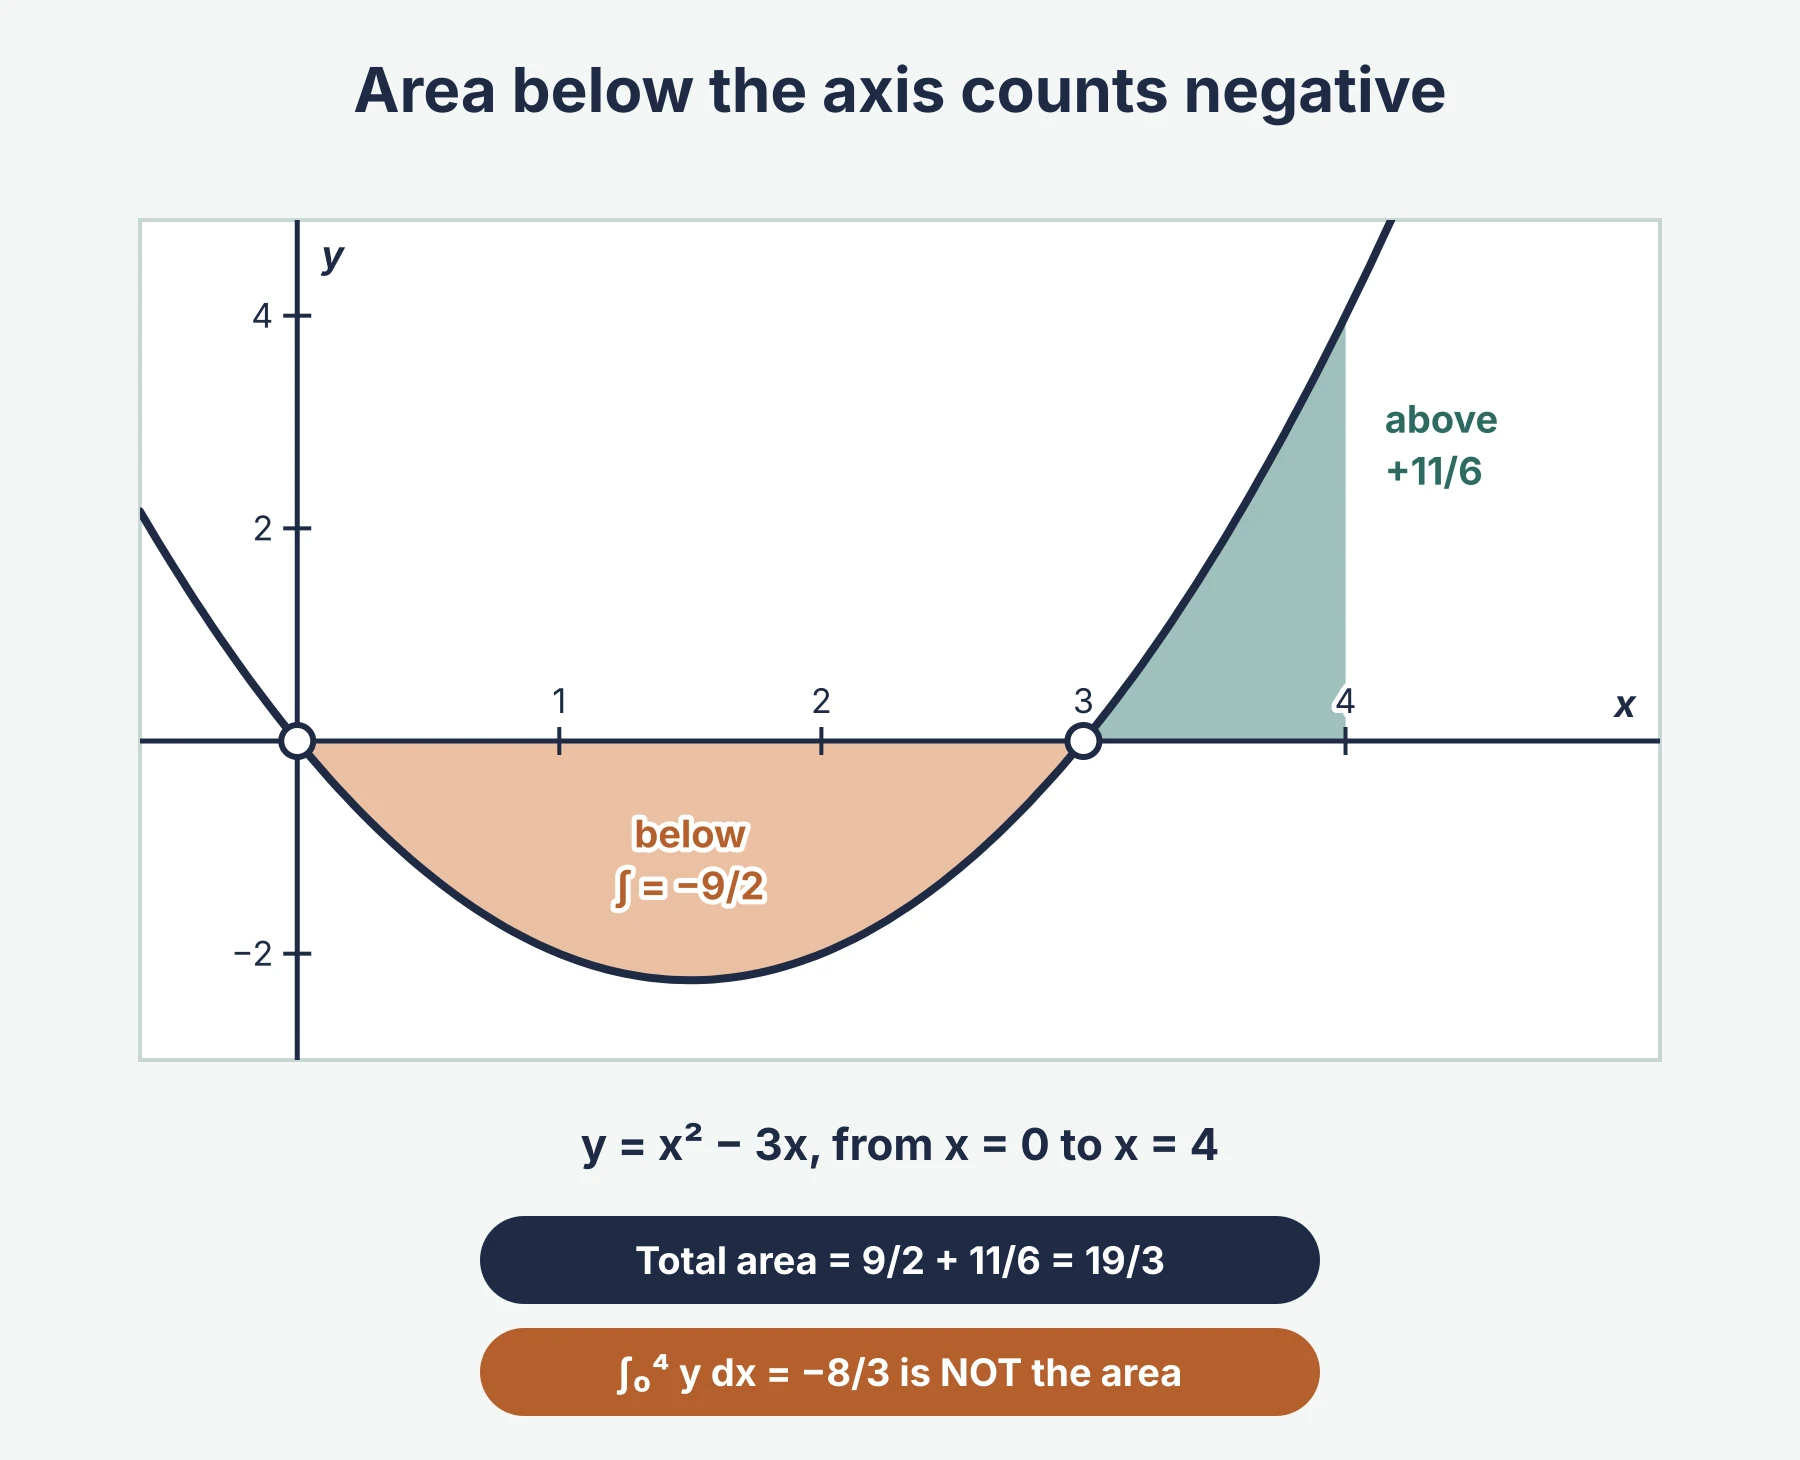 Area below the axis counts negative
y
4
2
1 2 3 4 x
above
+11/6
below
∫ = −9/2
−2
y = x² − 3x, from x = 0 to x = 4
Total area = 9/2 + 11/6 = 19/3
∫₀⁴ y dx = −8/3 is NOT the area